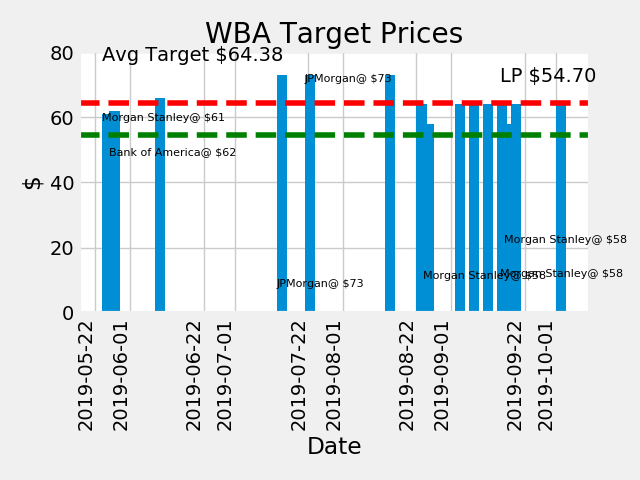 WBA Target Prices
Avg Target $64.38
LP $54.70
JPMorgan@ $73
Morgan Stanley@ $61
Bank of America@ $62
Morgan Stanley@ $58
Morgan Stanley@ $58
Morgan Stanley@ $58
JPMorgan@ $73
80
60
40
20
0
$
2019-05-22
2019-06-01
2019-06-22
2019-07-01
2019-07-22
2019-08-01
2019-08-22
2019-09-01
2019-09-22
2019-10-01
Date